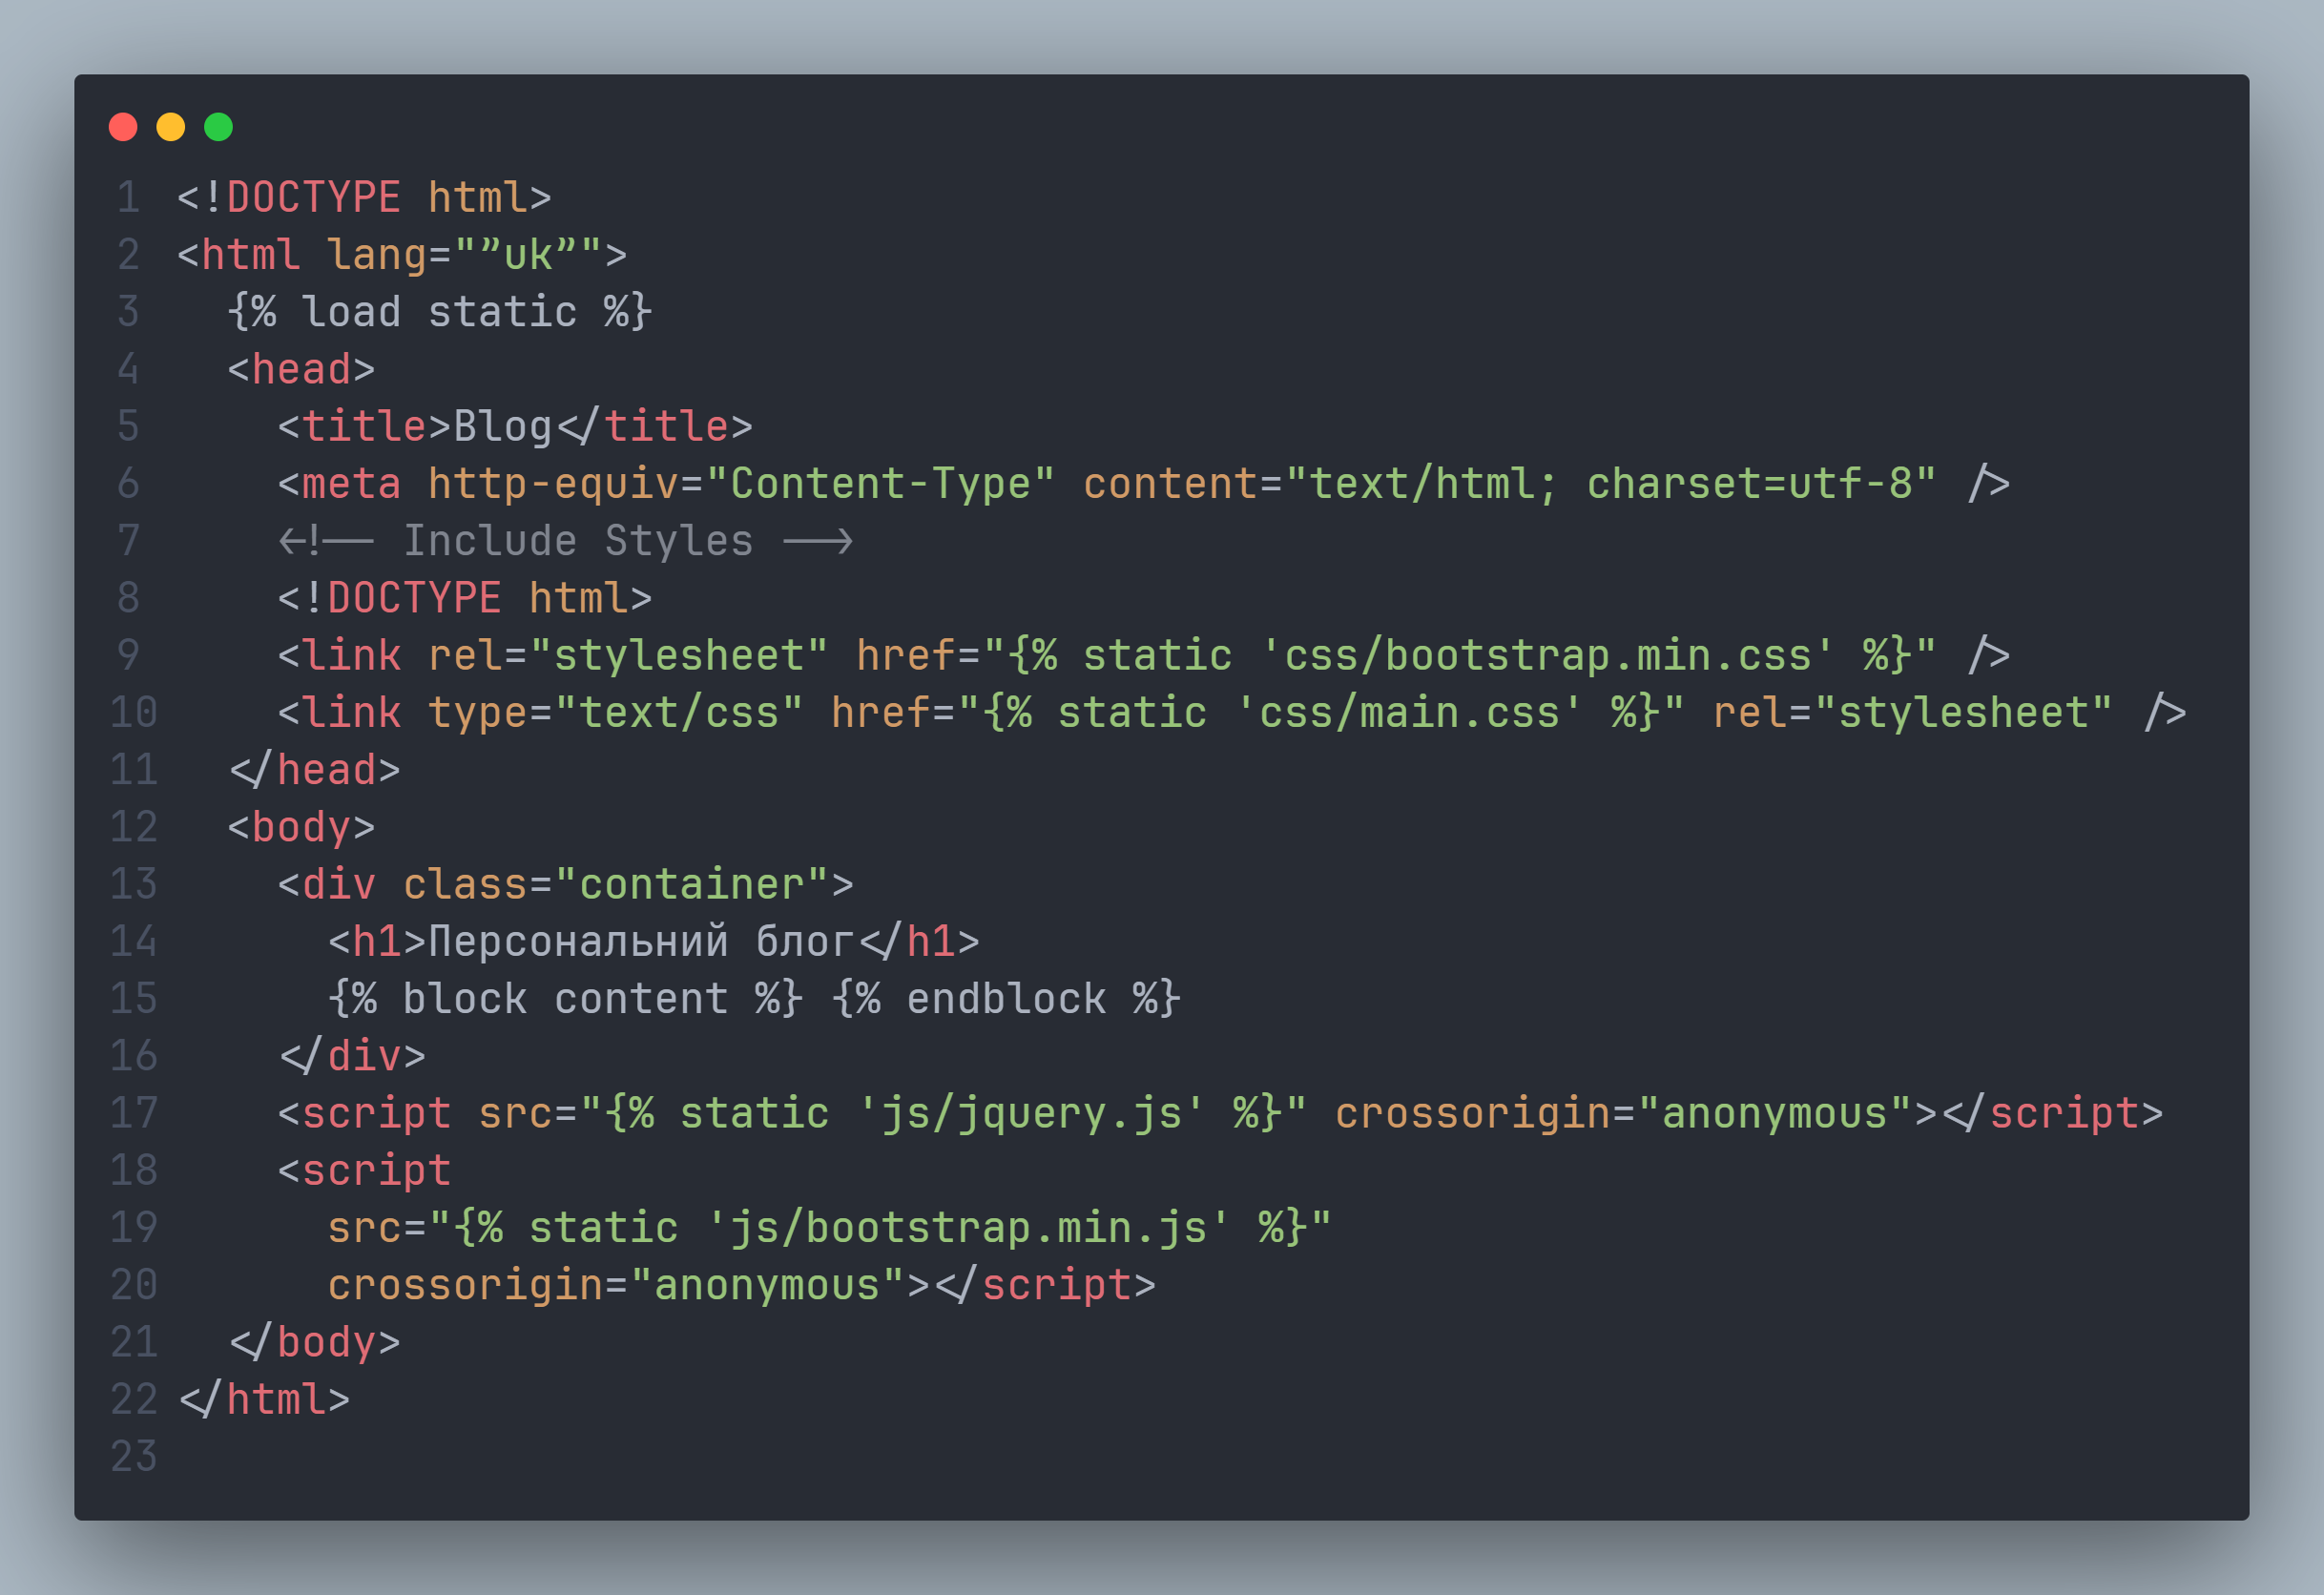 1 <!DOCTYPE html>
2 <html lang="”uk”">
3   {% load static %}
4   <head>
5     <title>Blog</title>
6     <meta http-equiv="Content-Type" content="text/html; charset=utf-8" />
7     <!-- Include Styles -->
8     <!DOCTYPE html>
9     <link rel="stylesheet" href="{% static 'css/bootstrap.min.css' %}" />
10     <link type="text/css" href="{% static 'css/main.css' %}" rel="stylesheet" />
11   </head>
12   <body>
13     <div class="container">
14       <h1>Персональний блог</h1>
15       {% block content %} {% endblock %}
16     </div>
17     <script src="{% static 'js/jquery.js' %}" crossorigin="anonymous"></script>
18     <script
19       src="{% static 'js/bootstrap.min.js' %}"
20       crossorigin="anonymous"></script>
21   </body>
22 </html>
23